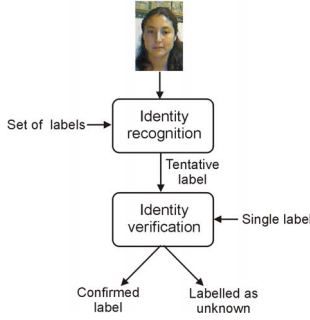 Identity
recognition
Set of labels
Tentative
label
Identity
verification
Single label
Confirmed
label
Labelled as
unknown